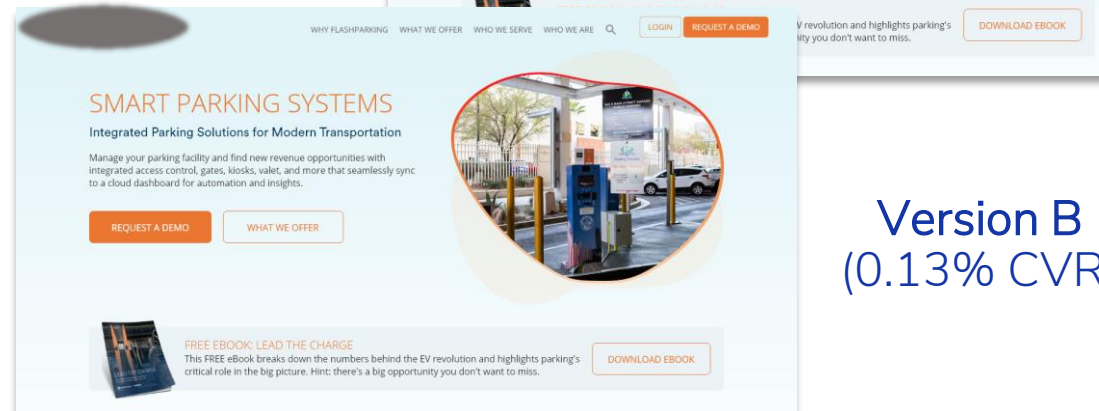 V revolution and highlights parking's
ity you don't want to miss.
DOWNLOAD EBOOK
WHY FLASHPARKING WHAT WE OFFER WHO WE SERVE WHO WE ARE LOGIN REQUEST A DEMO
SMART PARKING SYSTEMS
Integrated Parking Solutions for Modern Transportation
Manage your parking facility and find new revenue opportunities with
integrated access control, gates, kiosks, valet, and more that seamlessly sync
to a cloud dashboard for automation and insights.
REQUEST A DEMO WHAT WE OFFER
Version B
(0.13% CVR
FREE EBOOK: LEAD THE CHARGE
This FREE eBook breaks down the numbers behind the EV revolution and highlights parking's
critical role in the big picture. Hint: there's a big opportunity you don't want to miss.
DOWNLOAD EBOOK
LEAD THE CHARGE